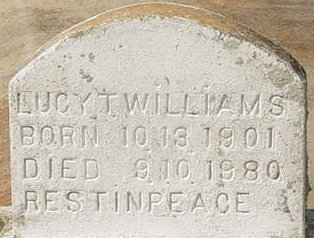 LUCY T WILLIAMS
BORN 10 13 1901
DIED 9 10 1980
REST IN PEACE